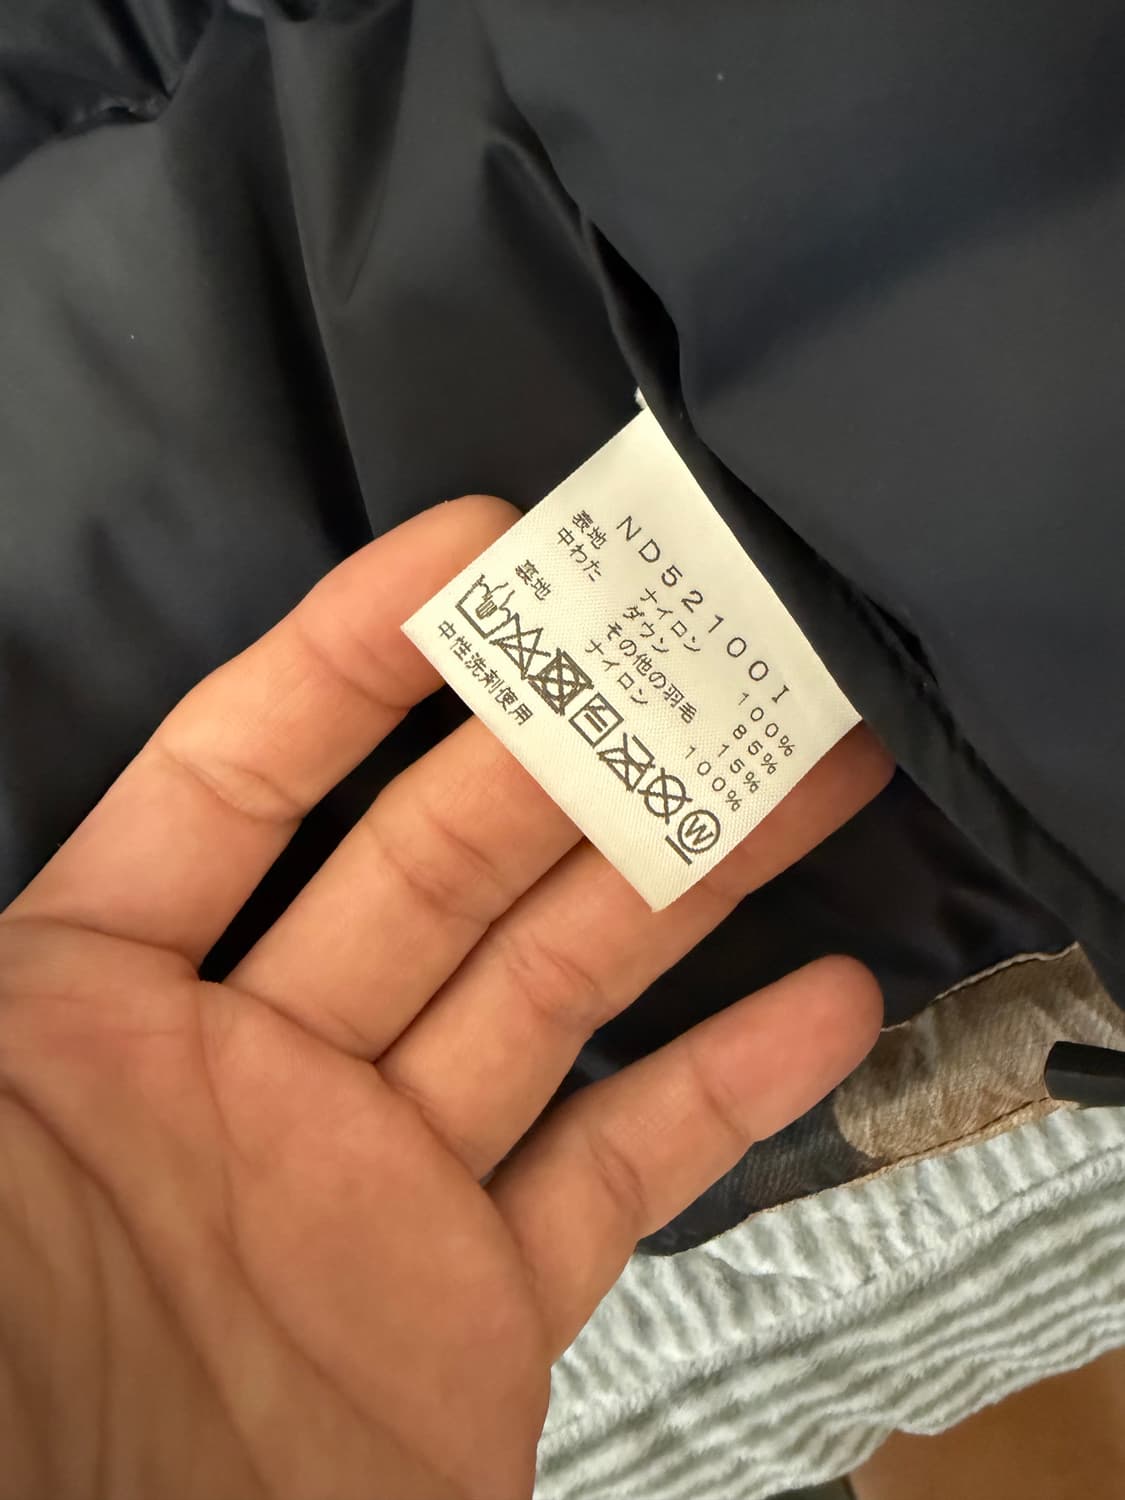 ND52100I
表地 ナイロン 100%
中わた ダウン 85%
その他の羽毛 15%
裏地 ナイロン 100%
中性洗剤使用
W